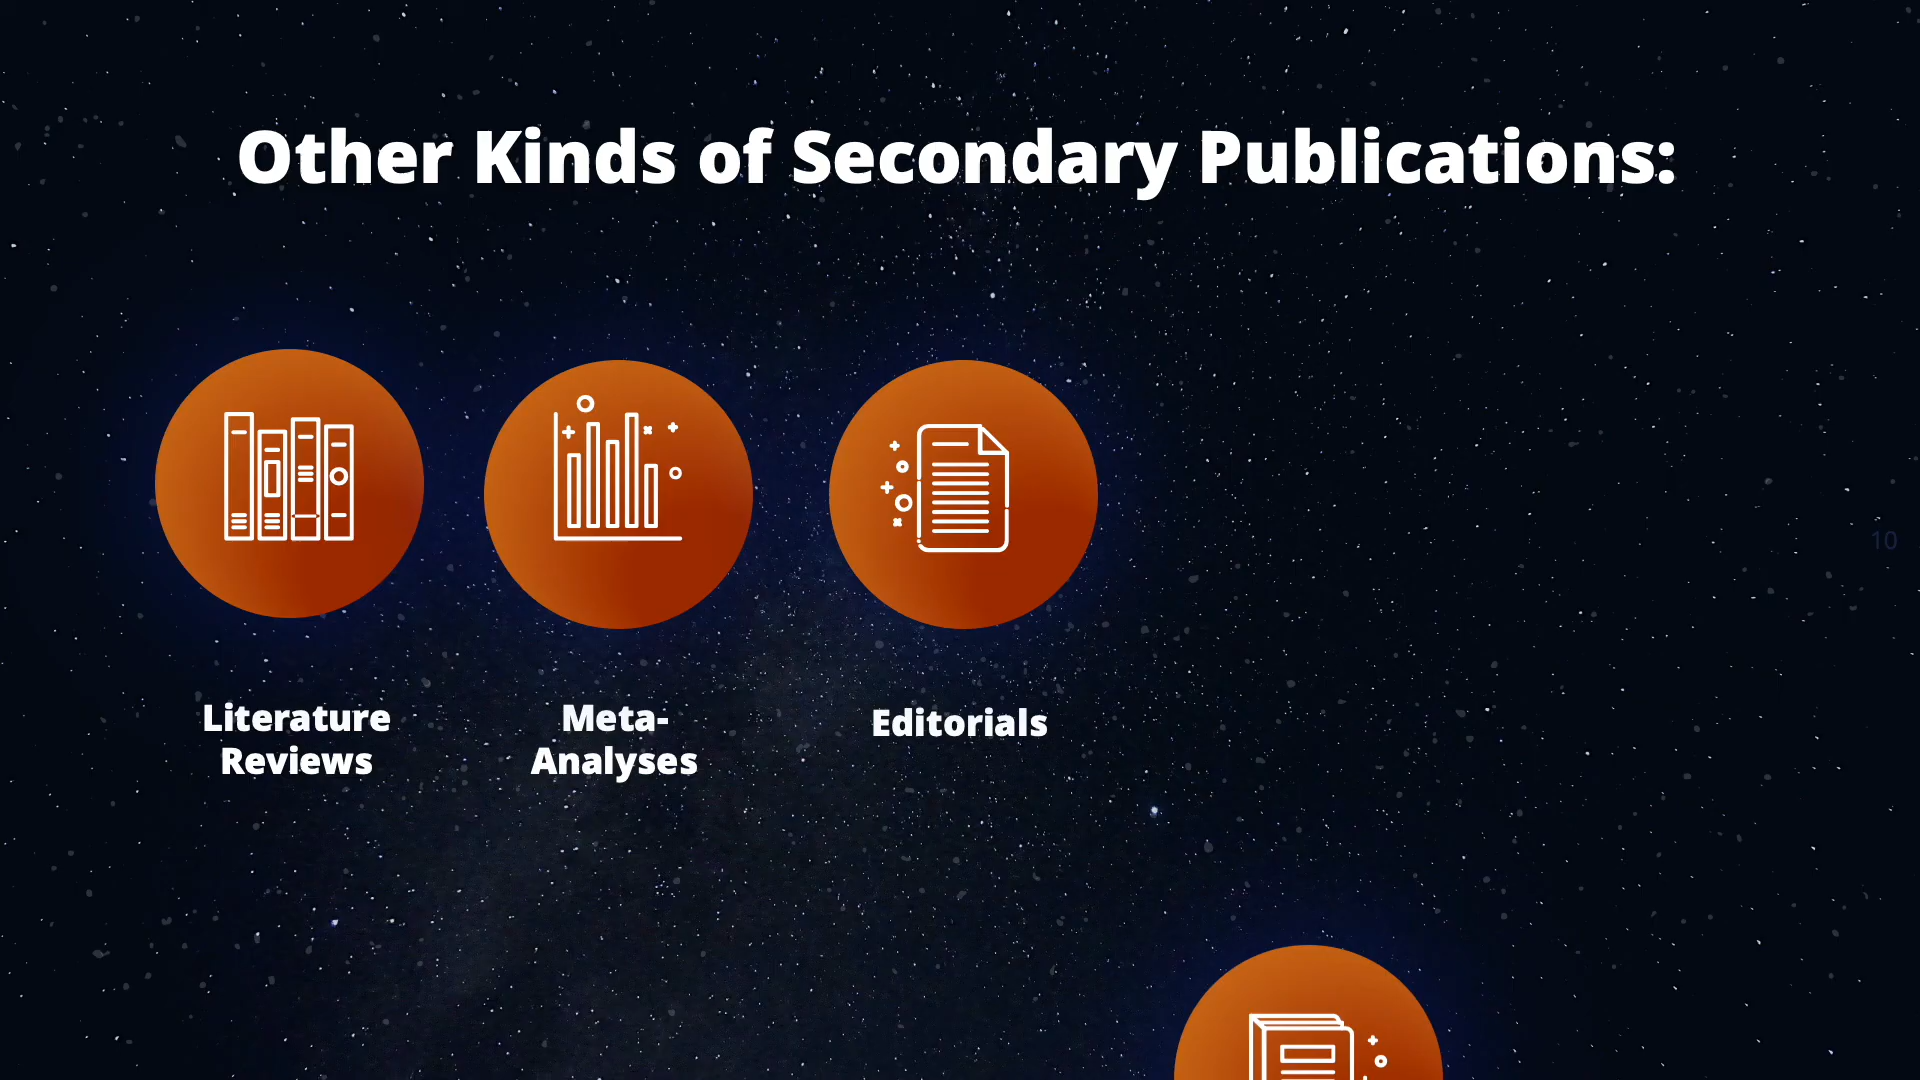 Other Kinds of Secondary Publications:
10
Literature
Reviews
Meta-
Analyses
Editorials